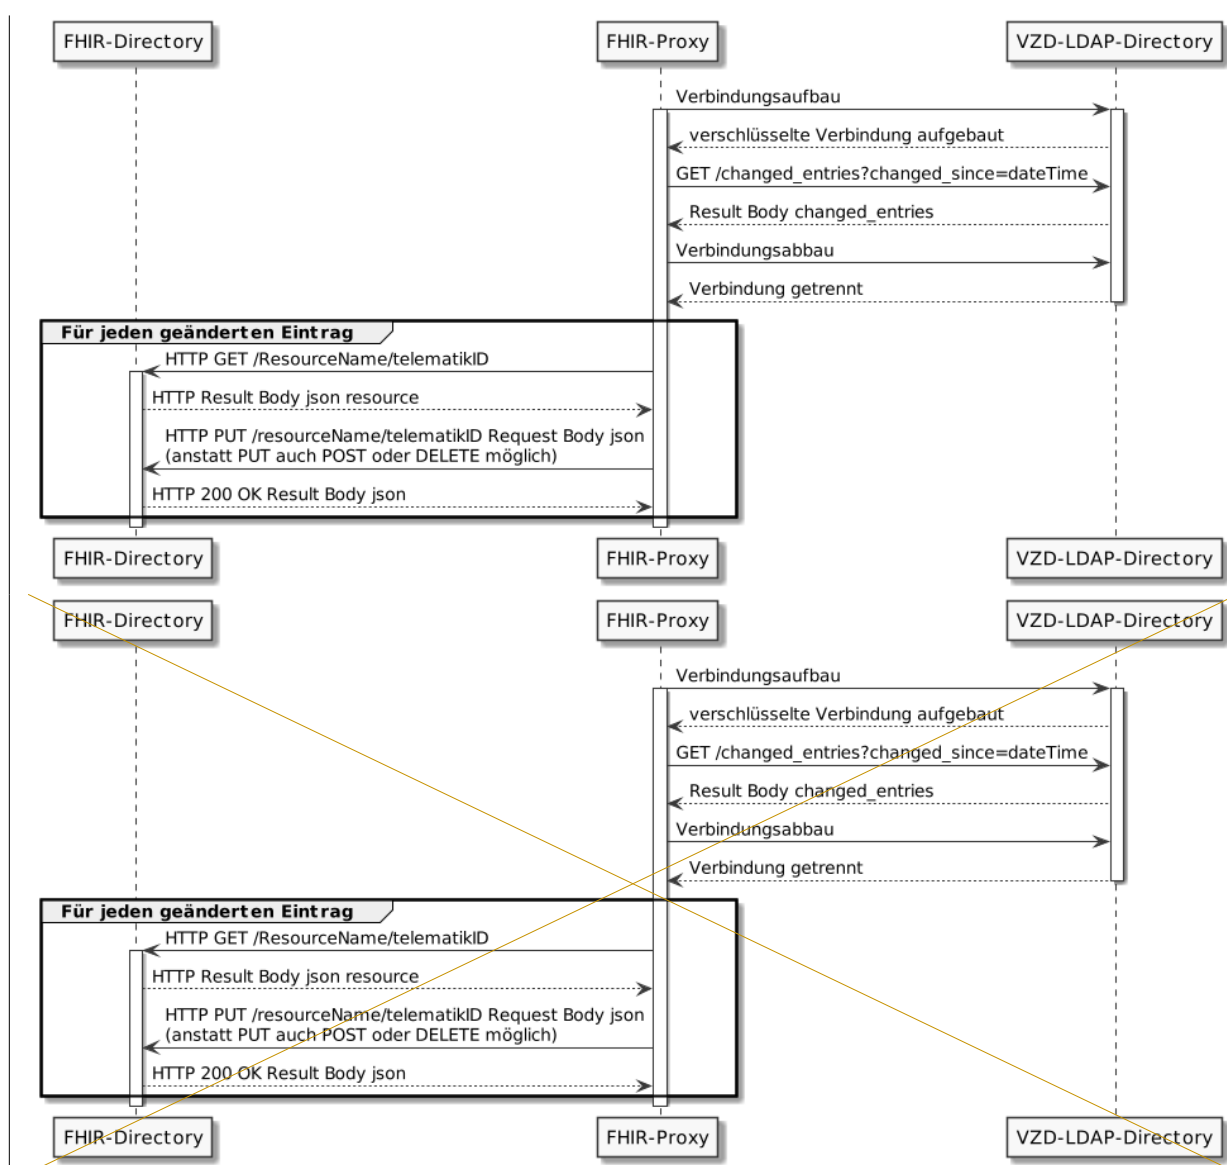 FHIR-Directory FHIR-Proxy VZD-LDAP-Directory
Verbindungsaufbau
verschlüsselte Verbindung aufgebaut
GET /changed_entries?changed_since=dateTime
Result Body changed_entries
Verbindungsabbau
Verbindung getrennt
Für jeden geänderten Eintrag
HTTP GET /ResourceName/telematikID
HTTP Result Body json resource
HTTP PUT /resourceName/telematikID Request Body json
(anstatt PUT auch POST oder DELETE möglich)
HTTP 200 OK Result Body json
FHIR-Directory FHIR-Proxy VZD-LDAP-Directory
FHIR-Directory FHIR-Proxy VZD-LDAP-Directory
Verbindungsaufbau
verschlüsselte Verbindung aufgebaut
GET /changed_entries?changed_since=dateTime
Result Body changed_entries
Verbindungsabbau
Verbindung getrennt
Für jeden geänderten Eintrag
HTTP GET /ResourceName/telematikID
HTTP Result Body json resource
HTTP PUT /resourceName/telematikID Request Body json
(anstatt PUT auch POST oder DELETE möglich)
HTTP 200 OK Result Body json
FHIR-Directory FHIR-Proxy VZD-LDAP-Directory